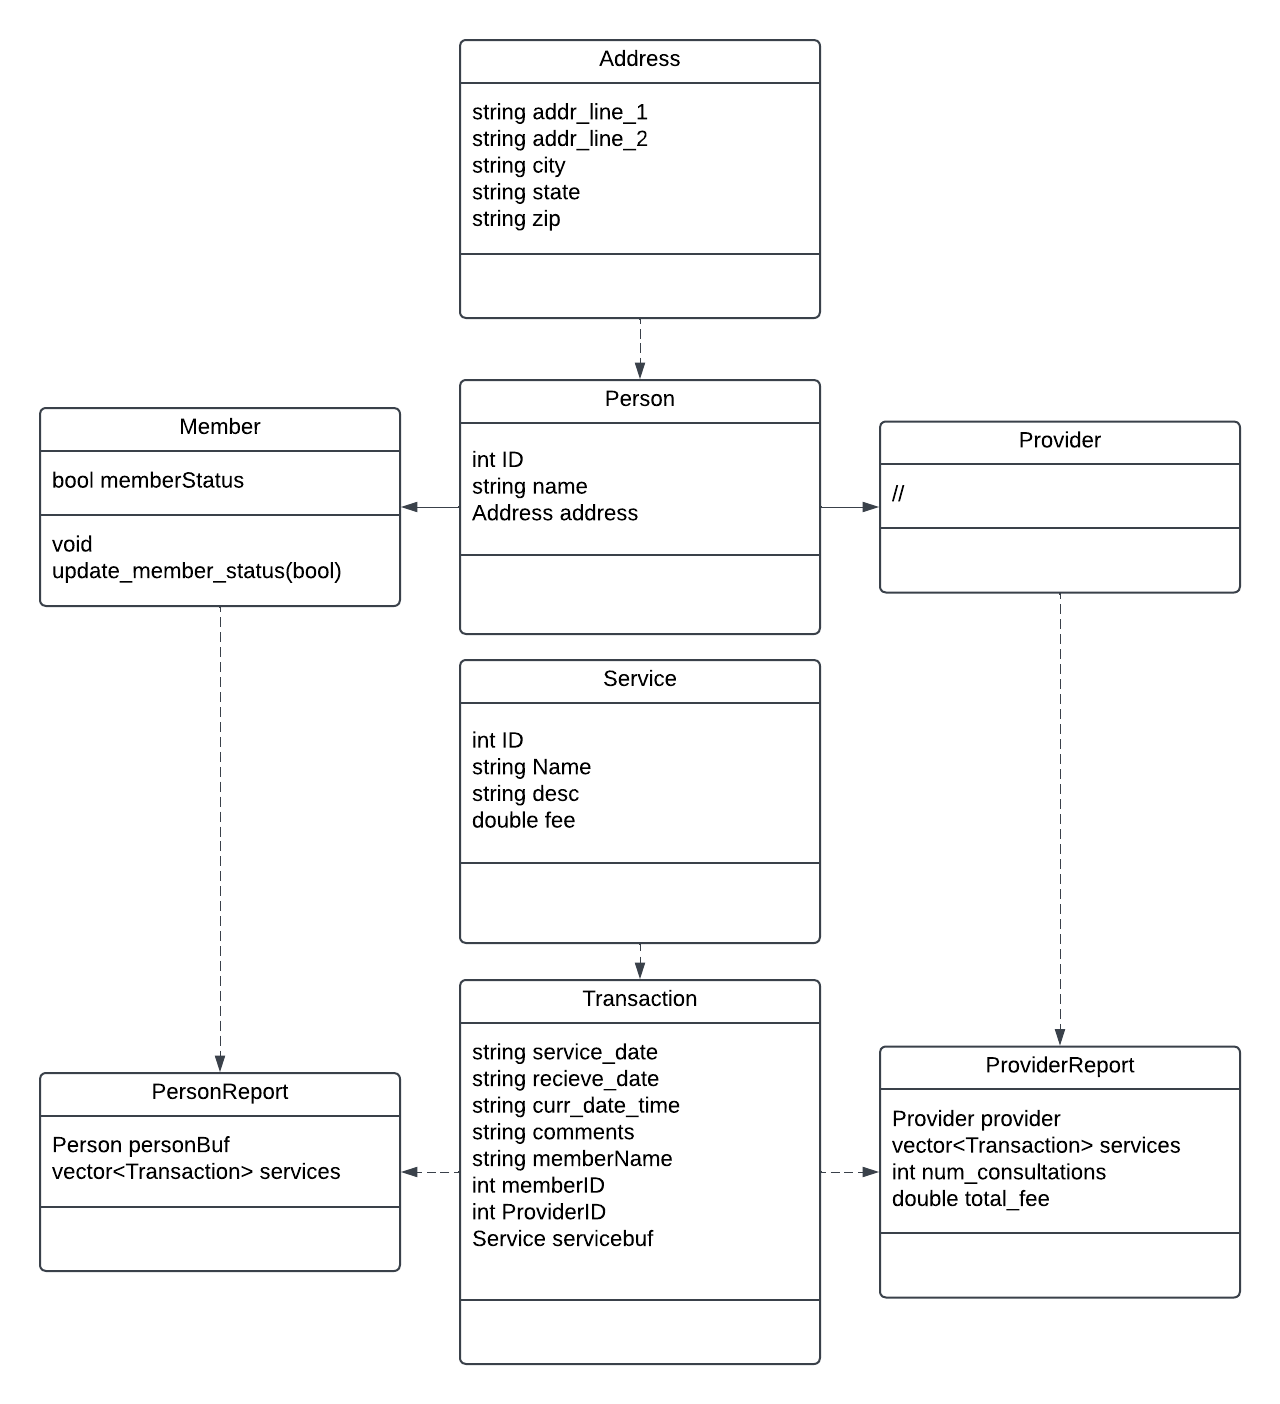 Address
string addr_line_1
string addr_line_2
string city
string state
string zip
Person
int ID
string name
Address address
Member
bool memberStatus
void
update_member_status(bool)
Provider
//
Service
int ID
string Name
string desc
double fee
Transaction
string service_date
string recieve_date
string curr_date_time
string comments
string memberName
int memberID
int ProviderID
Service servicebuf
PersonReport
Person personBuf
vector<Transaction> services
ProviderReport
Provider provider
vector<Transaction> services
int num_consultations
double total_fee